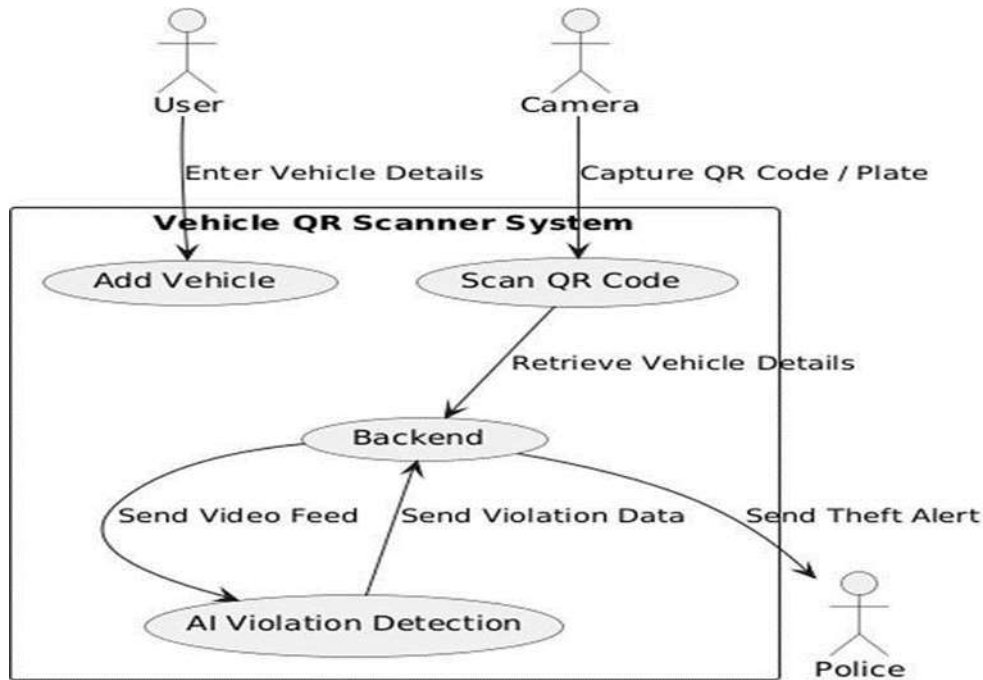 User
Camera
Enter Vehicle Details
Capture QR Code / Plate
Vehicle QR Scanner System
Add Vehicle
Scan QR Code
Retrieve Vehicle Details
Backend
Send Video Feed
Send Violation Data
Send Theft Alert
AI Violation Detection
Police